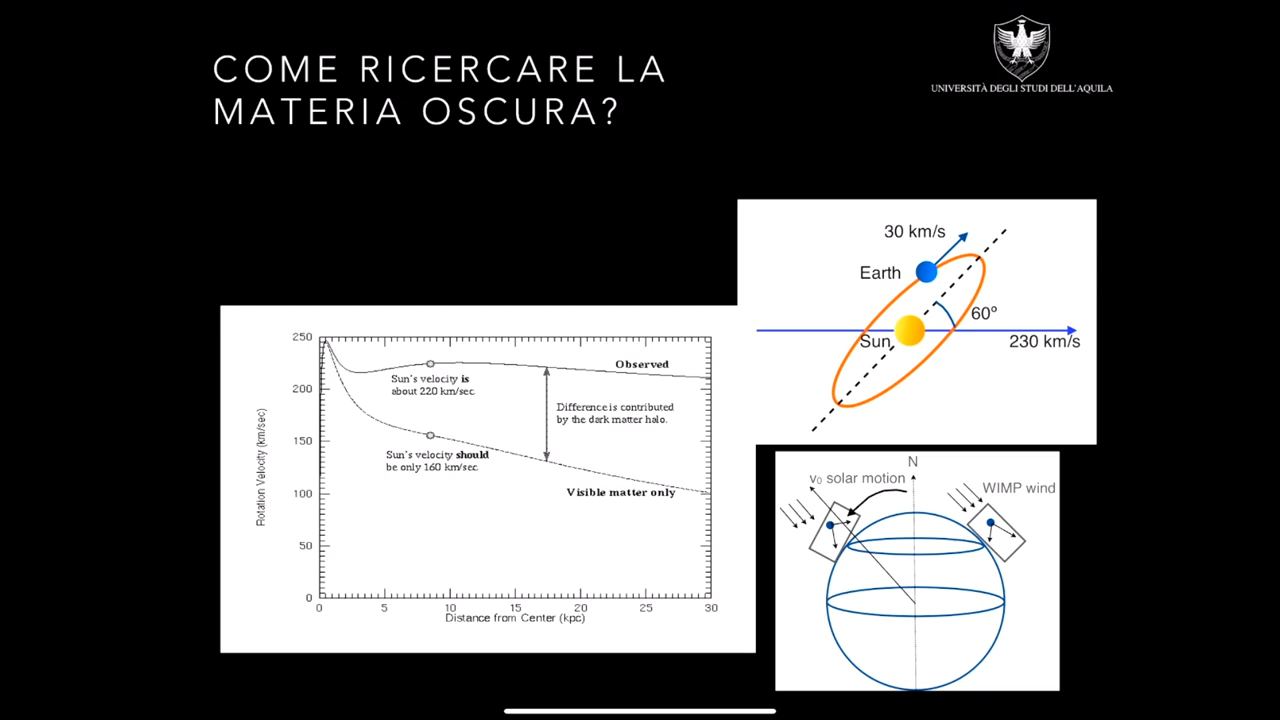 COME RICERCARE LA
MATERIA OSCURA?
UNIVERSITÀ DEGLI STUDI DELL'AQUILA
30 km/s
Earth
60°
Sun
230 km/s
250
200
150
100
50
0
Rotation Velocity (km/sec)
Observed
Sun's velocity is
about 220 km/sec.
Difference is contributed
by the dark matter halo.
Sun's velocity should
be only 160 km/sec.
Visible matter only
0 5 10 15 20 25 30
Distance from Center (kpc)
N
v₀ solar motion
WIMP wind